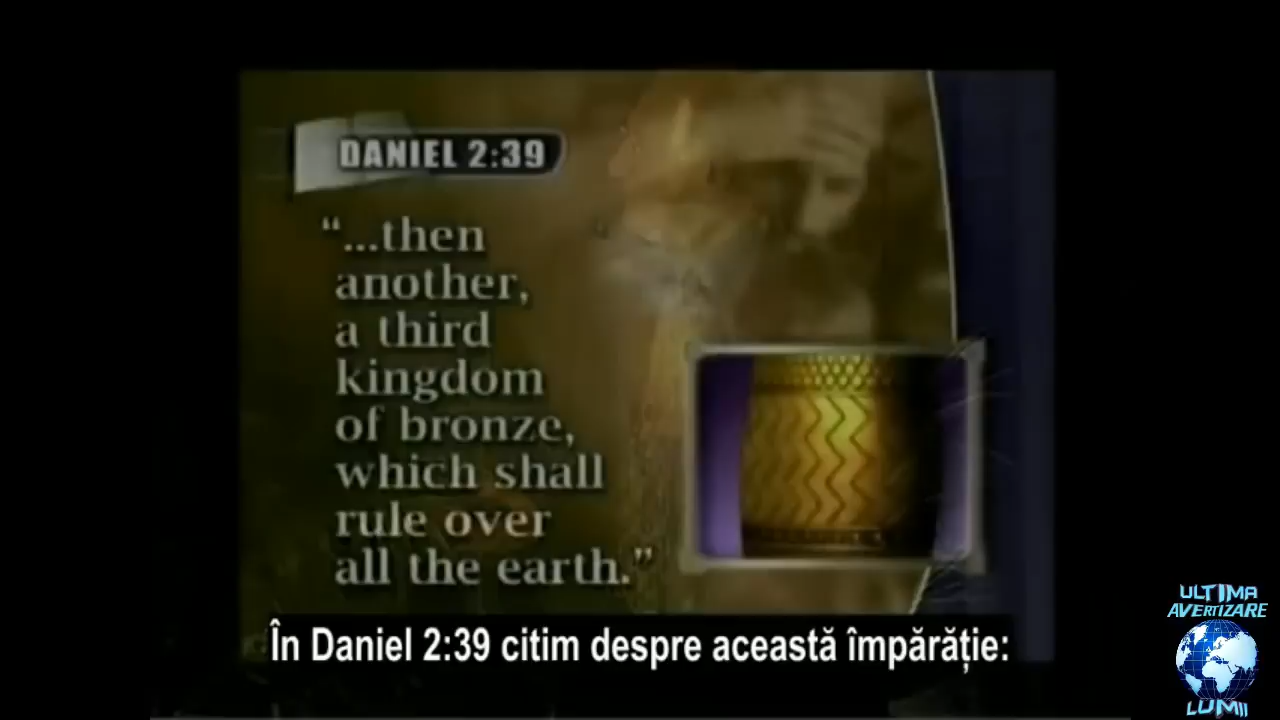 DANIEL 2:39
“...then
another,
a third
kingdom
of bronze,
which shall
rule over
all the earth.”
În Daniel 2:39 citim despre această împărăție:
ULTIMA
AVERTIZARE
LUMII